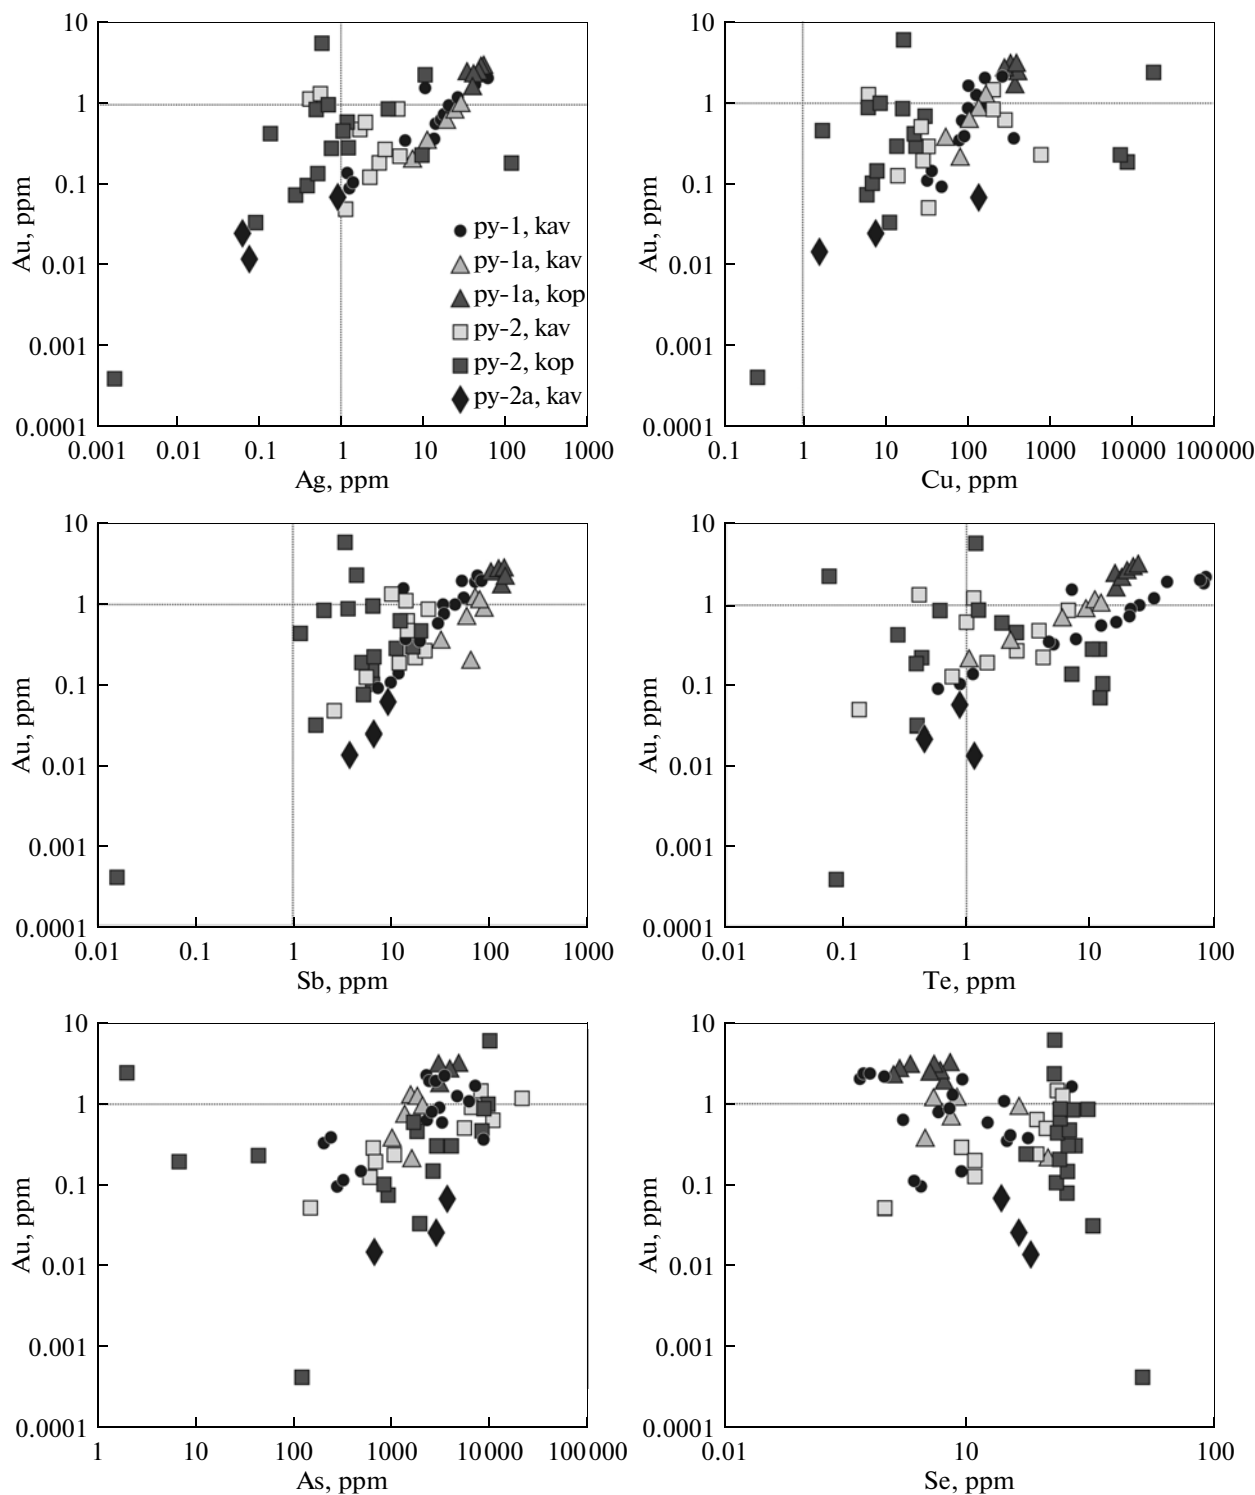 10
1
0.1
0.01
0.001
0.0001
Au, ppm
0.001 0.01 0.1 1 10 100 1000
Ag, ppm
py-1, kav
py-1a, kav
py-1a, kop
py-2, kav
py-2, kop
py-2a, kav
10
1
0.1
0.01
0.001
0.0001
Au, ppm
0.1 1 10 100 1000 10000 100000
Cu, ppm
10
1
0.1
0.01
0.001
0.0001
Au, ppm
0.01 0.1 1 10 100 1000
Sb, ppm
10
1
0.1
0.01
0.001
0.0001
Au, ppm
0.01 0.1 1 10 100
Te, ppm
10
1
0.1
0.01
0.001
0.0001
Au, ppm
1 10 100 1000 10000 100000
As, ppm
10
1
0.1
0.01
0.001
0.0001
Au, ppm
0.01 10 100
Se, ppm